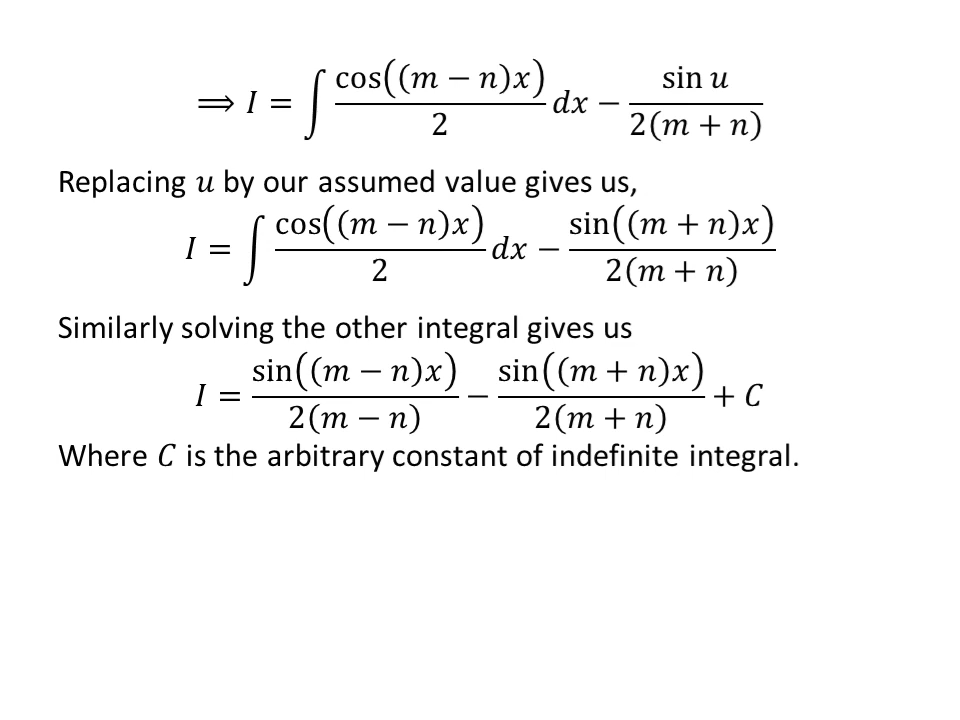 ⟹ I = ∫ cos((m − n)x)/2 dx − sin u/2(m + n)
Replacing u by our assumed value gives us,
I = ∫ cos((m − n)x)/2 dx − sin((m + n)x)/2(m + n)
Similarly solving the other integral gives us
I = sin((m − n)x)/2(m − n) − sin((m + n)x)/2(m + n) + C
Where C is the arbitrary constant of indefinite integral.